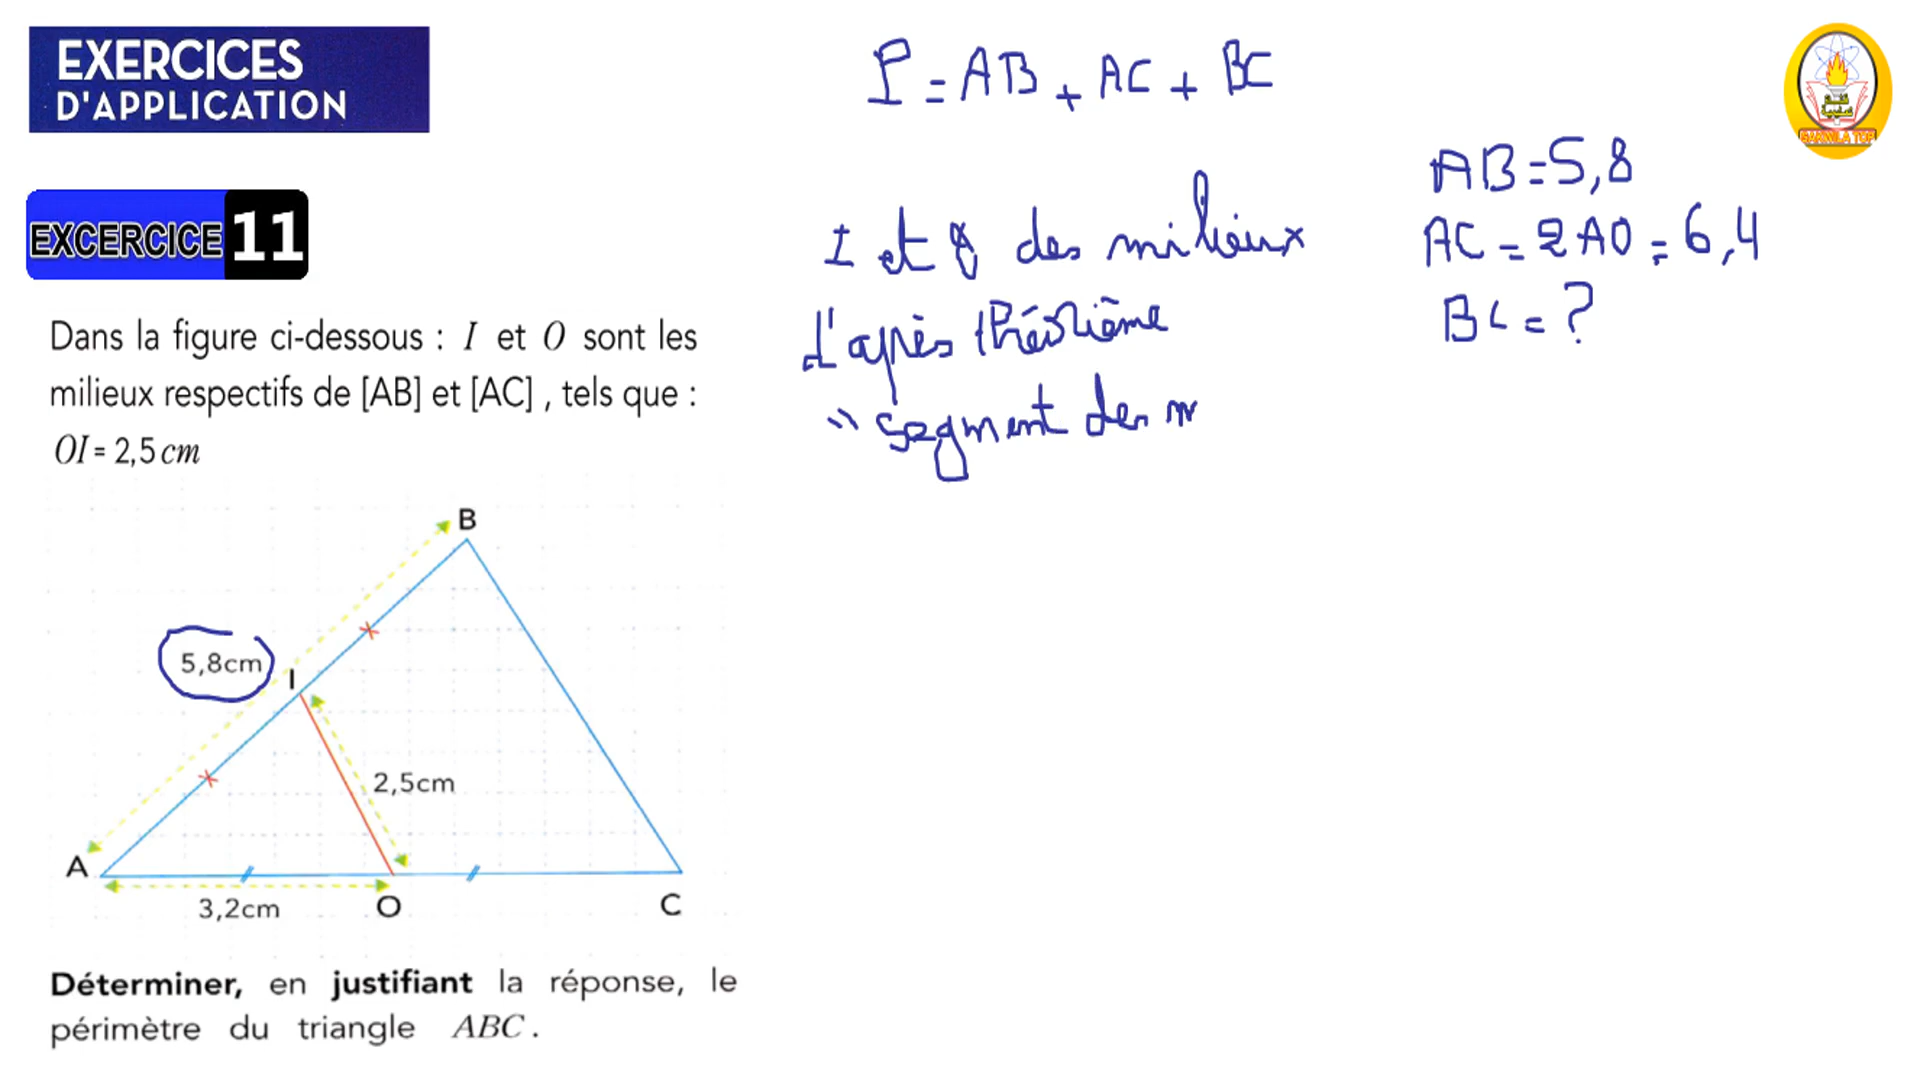 EXERCICES
D'APPLICATION
EXCERCICE 11
Dans la figure ci-dessous : I et O sont les
milieux respectifs de [AB] et [AC] , tels que :
OI = 2,5 cm
B
5,8cm
I
2,5cm
A
3,2cm
O
C
Déterminer, en justifiant la réponse, le
périmètre du triangle ABC .
P = AB + AC + BC
I et O des milieux
d'après théorème
" segment des m
AB = 5,8
AC = 2AO = 6,4
BC = ?